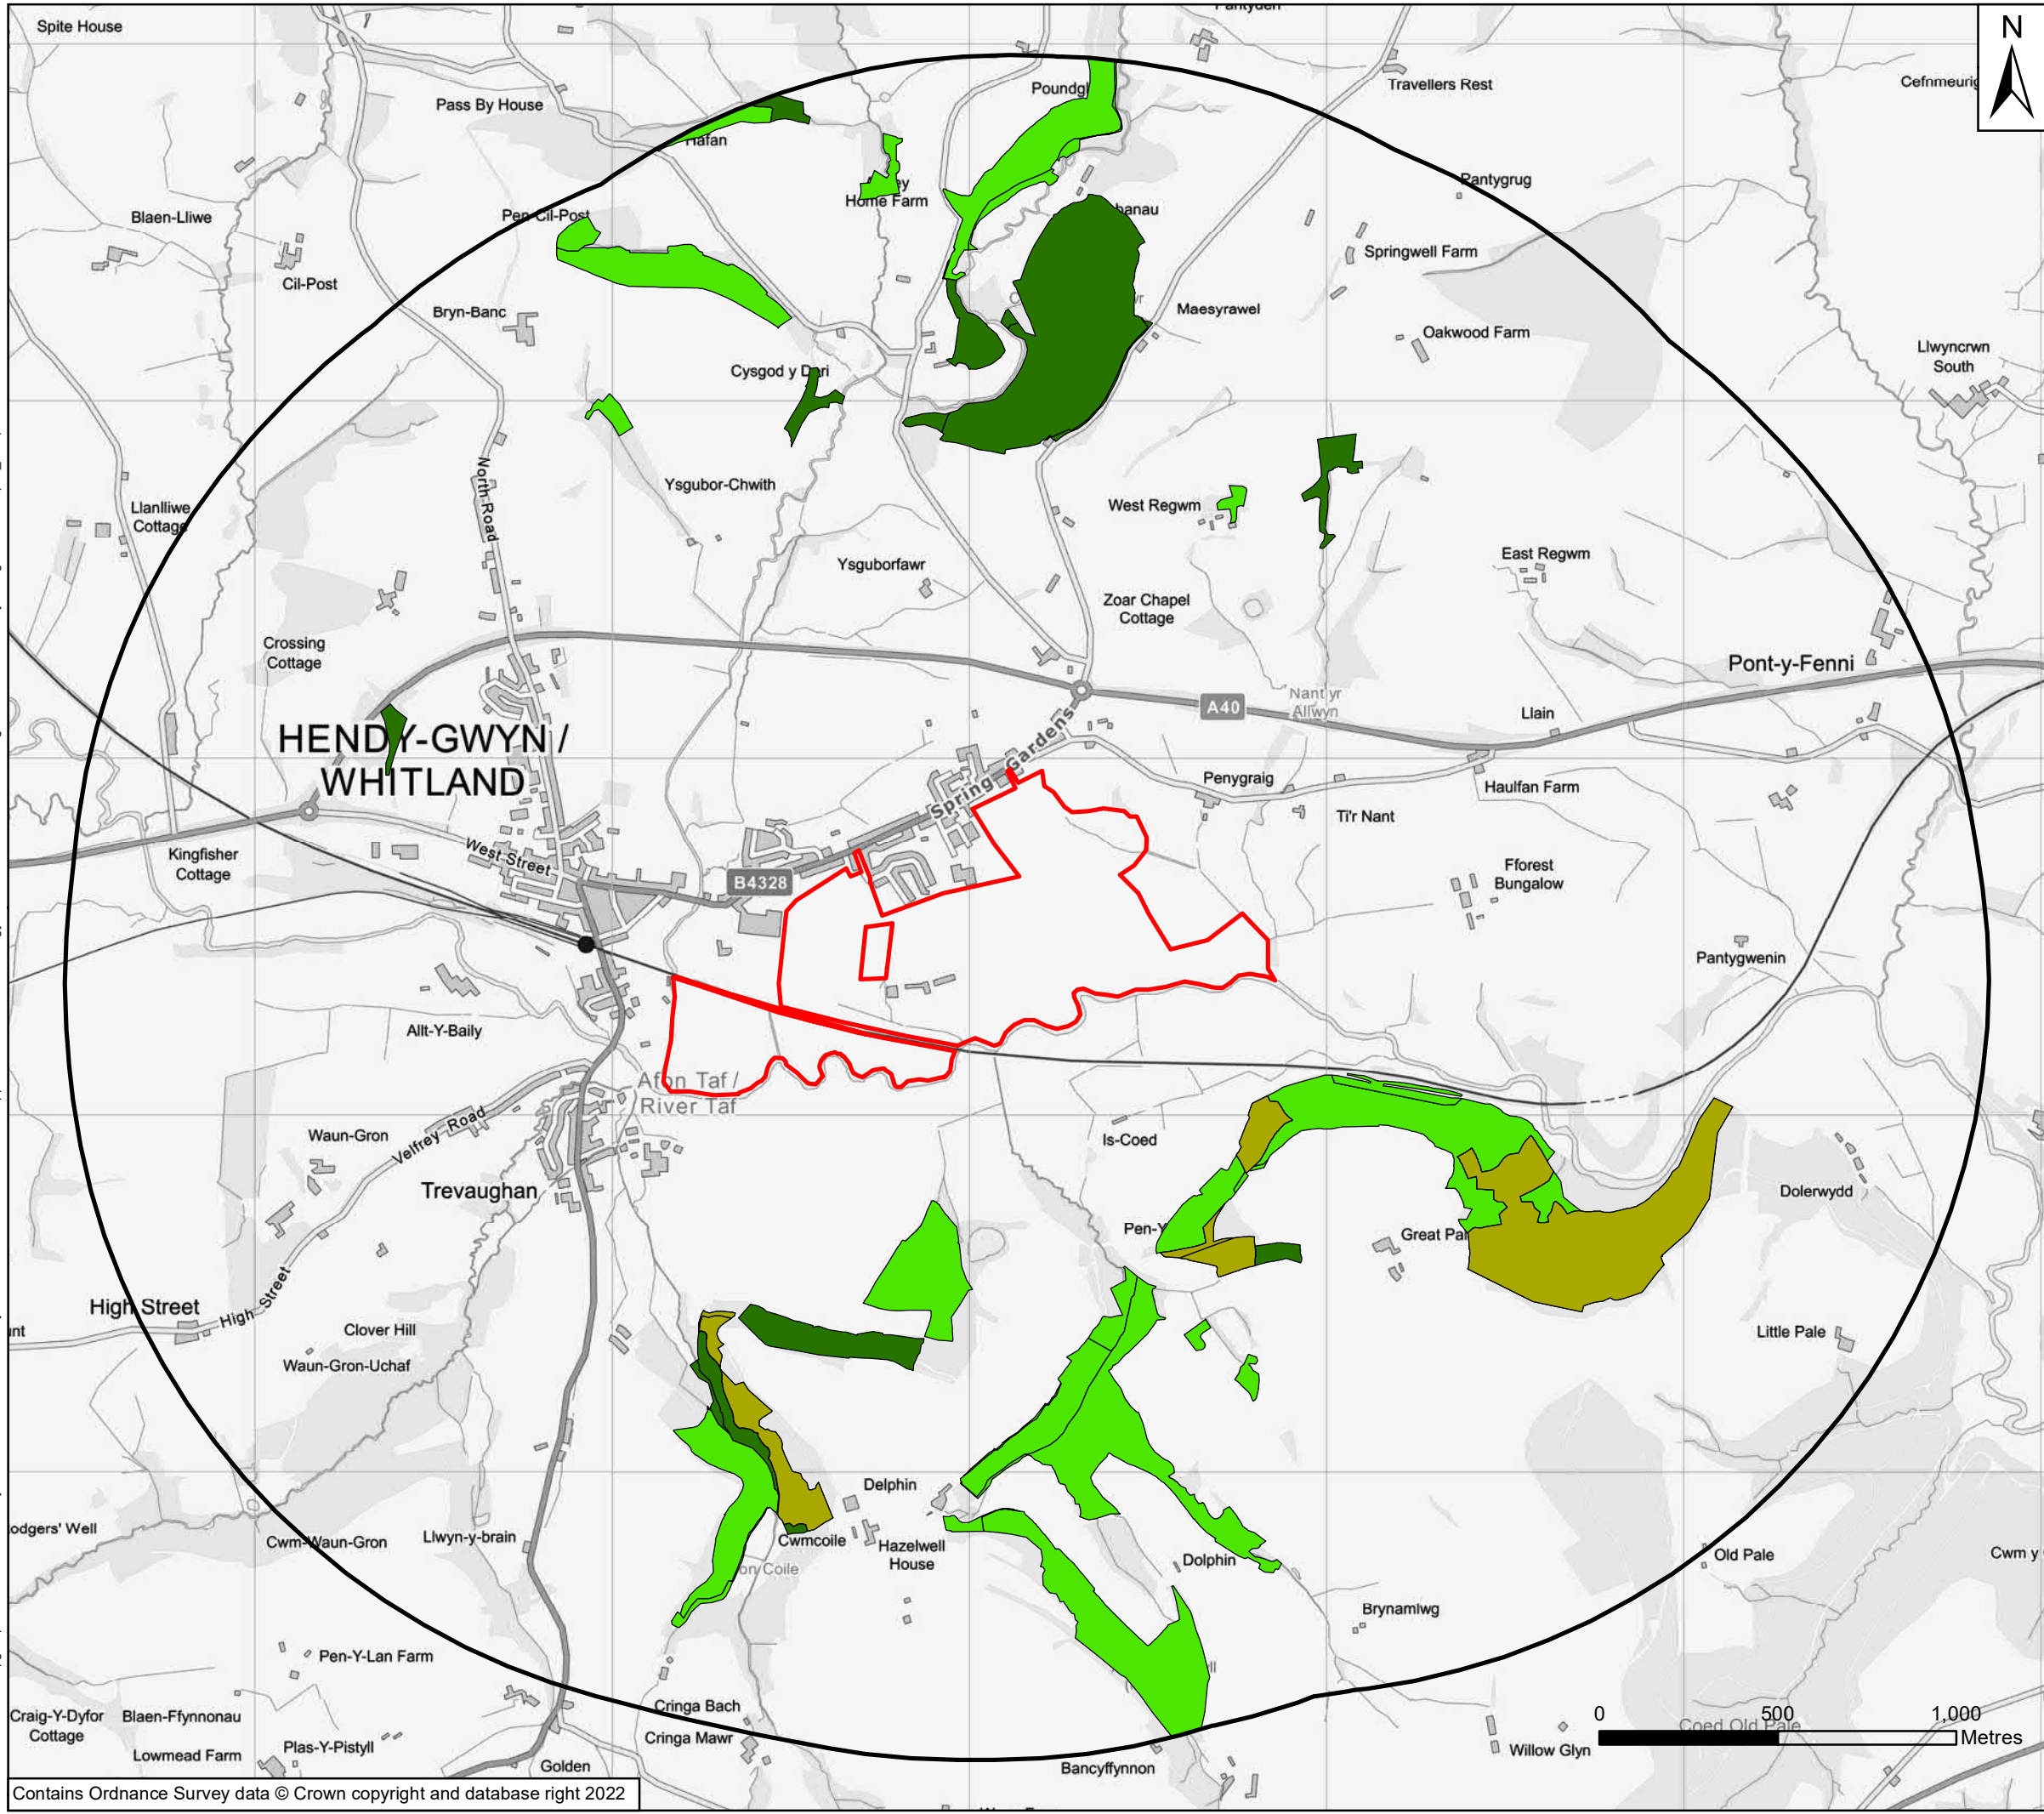 Spite House
N
Travellers Rest
Pass By House
Pantygrug
Blaen-Lliwe
Pen-Cil-Post
Home Farm
Springwell Farm
Cil-Post
Bryn-Banc
Maesyrawel
Oakwood Farm
Llwyncrwn
South
Cysgod y Deri
North Road
Ysgubor-Chwith
West Regwm
Llanlliwe
Cottage
East Regwm
Ysguborfawr
Zoar Chapel
Cottage
Crossing
Cottage
Pont-y-Fenni
Nant yr
Allwyn
A40
Llain
HENDY-GWYN /
WHITLAND
Spring Gardens
Penygraig
Haulfan Farm
Ti'r Nant
Kingfisher
Cottage
West Street
B4328
Fforest
Bungalow
Pantygwenin
Allt-Y-Baily
Afon Taf /
River Taf
Waun-Gron
Velfrey Road
Is-Coed
Trevaughan
Dolerwydd
Great
High Street
High Street
Clover Hill
Little Pale
Waun-Gron-Uchaf
Delphin
Cwm-Waun-Gron
Llwyn-y-brain
Cwmcoile
Hazelwell
House
Coile
Dolphin
Old Pale
Cwm y
Brynamlwg
Pen-Y-Lan Farm
Cringa Bach
Craig-Y-Dyfor
Cottage
Blaen-Ffynnonau
Cringa Mawr
0 500 1,000
Metres
Coed Old Pale
Lowmead Farm
Plas-Y-Pistyll
Willow Glyn
Golden
Bancyffynnon
Contains Ordnance Survey data © Crown copyright and database right 2022